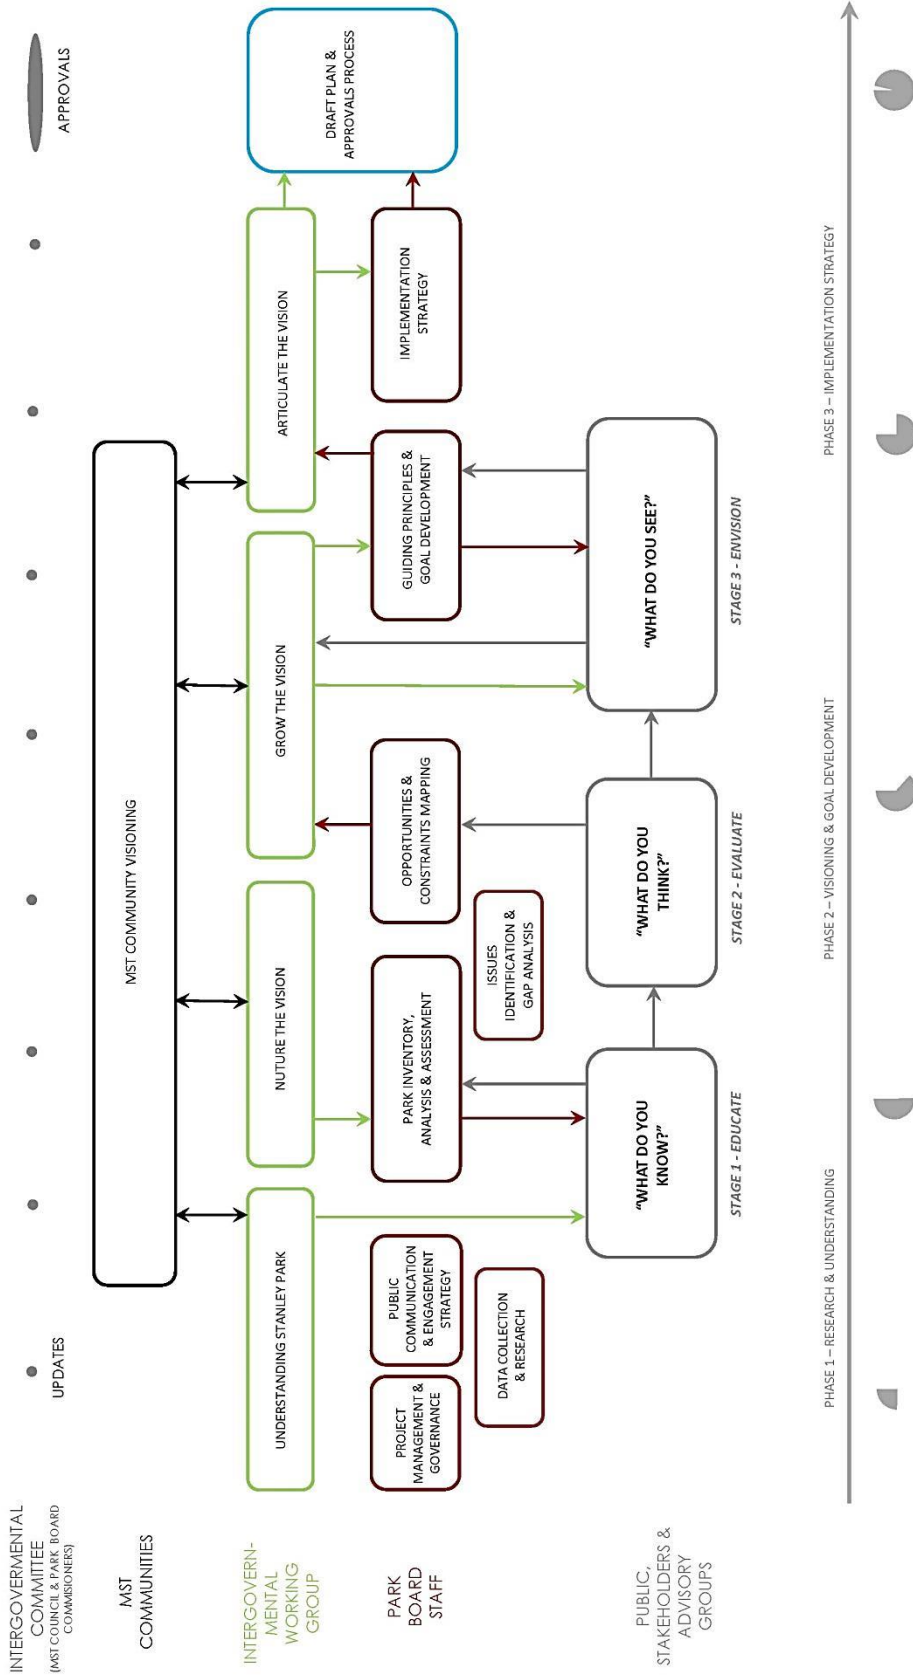 INTERGOVERMENTAL
COMMITTEE
(MST COUNCIL & PARK BOARD
COMMISIONERS)
UPDATES
APPROVALS
MST
COMMUNITIES
MST COMMUNITY VISIONING
INTERGOVERN-
MENTAL
WORKING
GROUP
UNDERSTANDING STANLEY PARK
NUTURE THE VISION
GROW THE VISION
ARTICULATE THE VISION
DRAFT PLAN &
APPROVALS PROCESS
PARK
BOARD
STAFF
PROJECT
MANAGEMENT &
GOVERNANCE
PUBLIC
COMMUNICATION
& ENGAGEMENT
STRATEGY
DATA COLLECTION
& RESEARCH
PARK INVENTORY,
ANALYSIS & ASSESSMENT
ISSUES
IDENTIFICATION &
GAP ANALYSIS
OPPORTUNITIES &
CONSTRAINTS MAPPING
GUIDING PRINCIPLES &
GOAL DEVELOPMENT
IMPLEMENTATION
STRATEGY
PUBLIC,
STAKEHOLDERS &
ADVISORY
GROUPS
“WHAT DO YOU
KNOW?”
STAGE 1 - EDUCATE
“WHAT DO YOU
THINK?”
STAGE 2 - EVALUATE
“WHAT DO YOU SEE?”
STAGE 3 - ENVISION
PHASE 1 – RESEARCH & UNDERSTANDING
PHASE 2 – VISIONING & GOAL DEVELOPMENT
PHASE 3 – IMPLEMENTATION STRATEGY